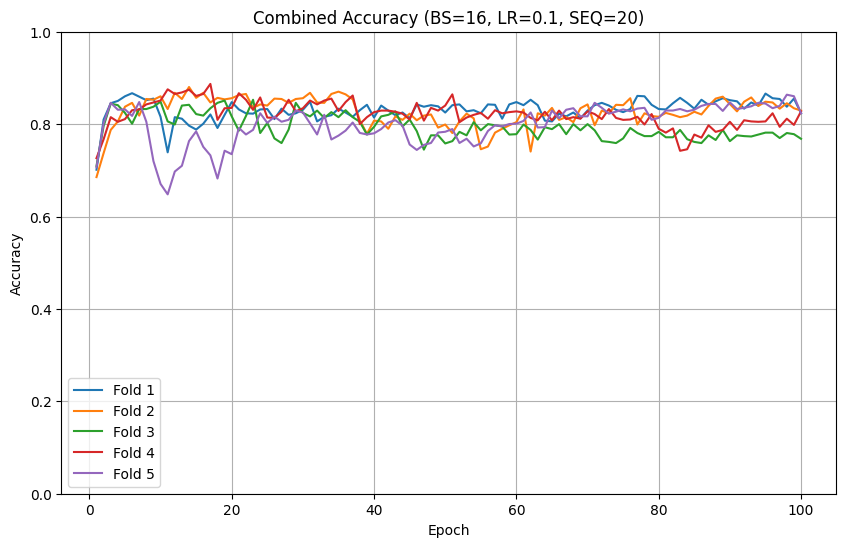 Combined Accuracy (BS=16, LR=0.1, SEQ=20)
1.0
0.8
0.6
0.4
0.2
0.0
Accuracy
Fold 1
Fold 2
Fold 3
Fold 4
Fold 5
0 20 40 60 80 100
Epoch